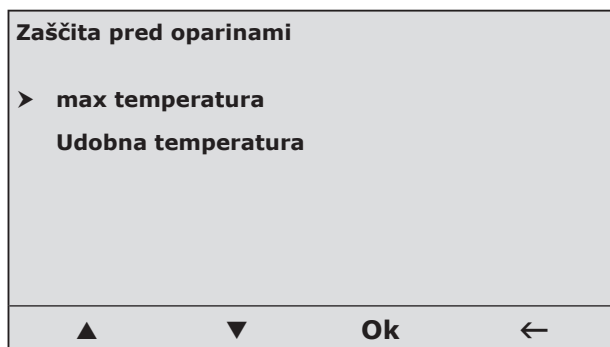 Zaščita pred oparinami
➤ max temperatura
Udobna temperatura
▲ ▼ Ok ←